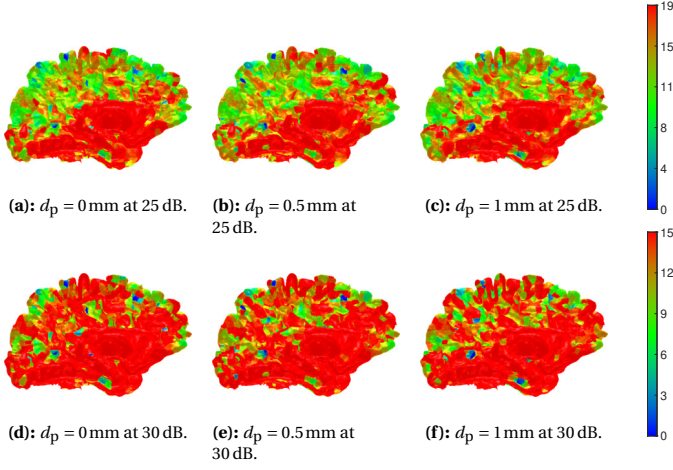 19
15
11
8
4
0
(a): dp = 0 mm at 25 dB.
(b): dp = 0.5 mm at
25 dB.
(c): dp = 1 mm at 25 dB.
15
12
9
6
3
0
(d): dp = 0 mm at 30 dB.
(e): dp = 0.5 mm at
30 dB.
(f): dp = 1 mm at 30 dB.